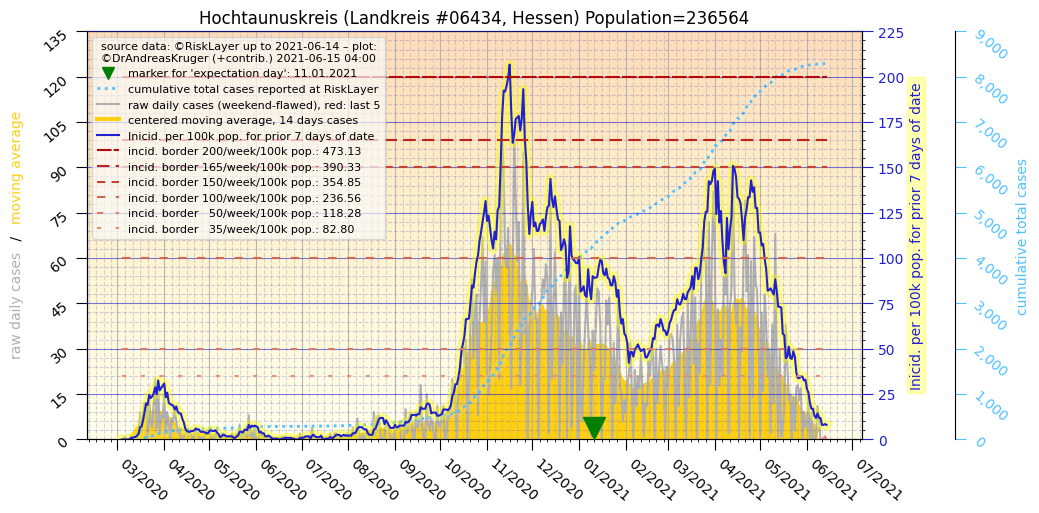 Hochtaunuskreis (Landkreis #06434, Hessen) Population=236564
source data: ©RiskLayer up to 2021-06-14 – plot:
©DrAndreasKruger (+contrib.) 2021-06-15 04:00
marker for 'expectation day': 11.01.2021
cumulative total cases reported at RiskLayer
raw daily cases (weekend-flawed), red: last 5
centered moving average, 14 days cases
Inicid. per 100k pop. for prior 7 days of date
incid. border 200/week/100k pop.: 473.13
incid. border 165/week/100k pop.: 390.33
incid. border 150/week/100k pop.: 354.85
incid. border 100/week/100k pop.: 236.56
incid. border 50/week/100k pop.: 118.28
incid. border 35/week/100k pop.: 82.80
raw daily cases / moving average
135
120
105
90
75
60
45
30
15
0
03/2020
04/2020
05/2020
06/2020
07/2020
08/2020
09/2020
10/2020
11/2020
12/2020
01/2021
02/2021
03/2021
04/2021
05/2021
06/2021
07/2021
225
200
175
150
125
100
75
50
25
0
Inicid. per 100k pop. for prior 7 days of date
9,000
8,000
7,000
6,000
5,000
4,000
3,000
2,000
1,000
0
cumulative total cases